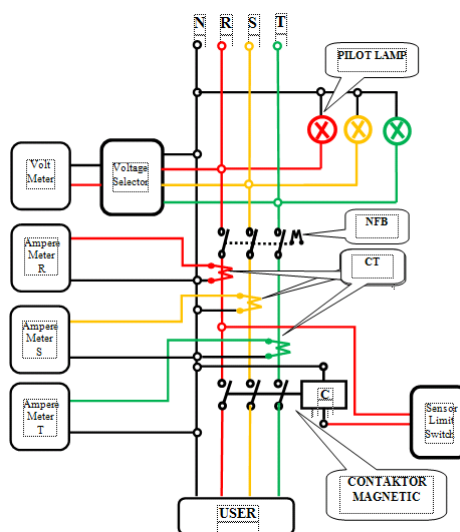 N R S T
PILOT LAMP
Volt
Meter
Voltage
Selector
NFB
Ampere
Meter
R
CT
Ampere
Meter
S
C
Ampere
Meter
T
Sensor
Limit
Switch
CONTAKTOR
MAGNETIC
USER